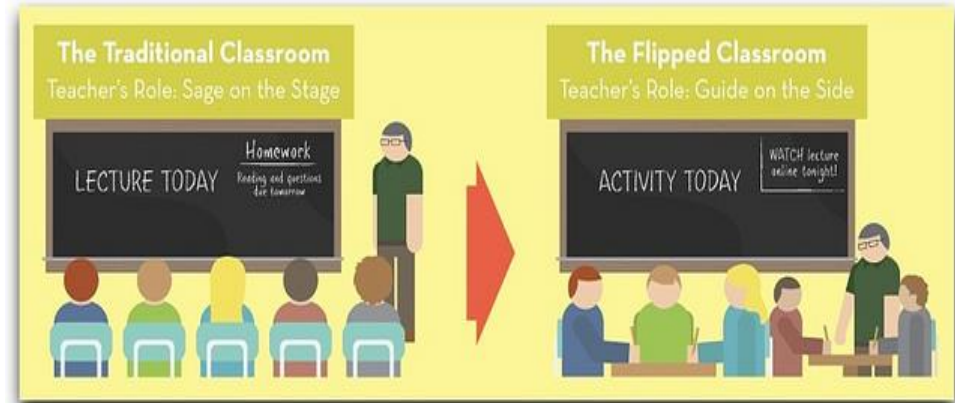 The Traditional Classroom
Teacher's Role: Sage on the Stage
LECTURE TODAY
Homework
Reading and questions
due tomorrow
The Flipped Classroom
Teacher's Role: Guide on the Side
ACTIVITY TODAY
WATCH lecture
online tonight!